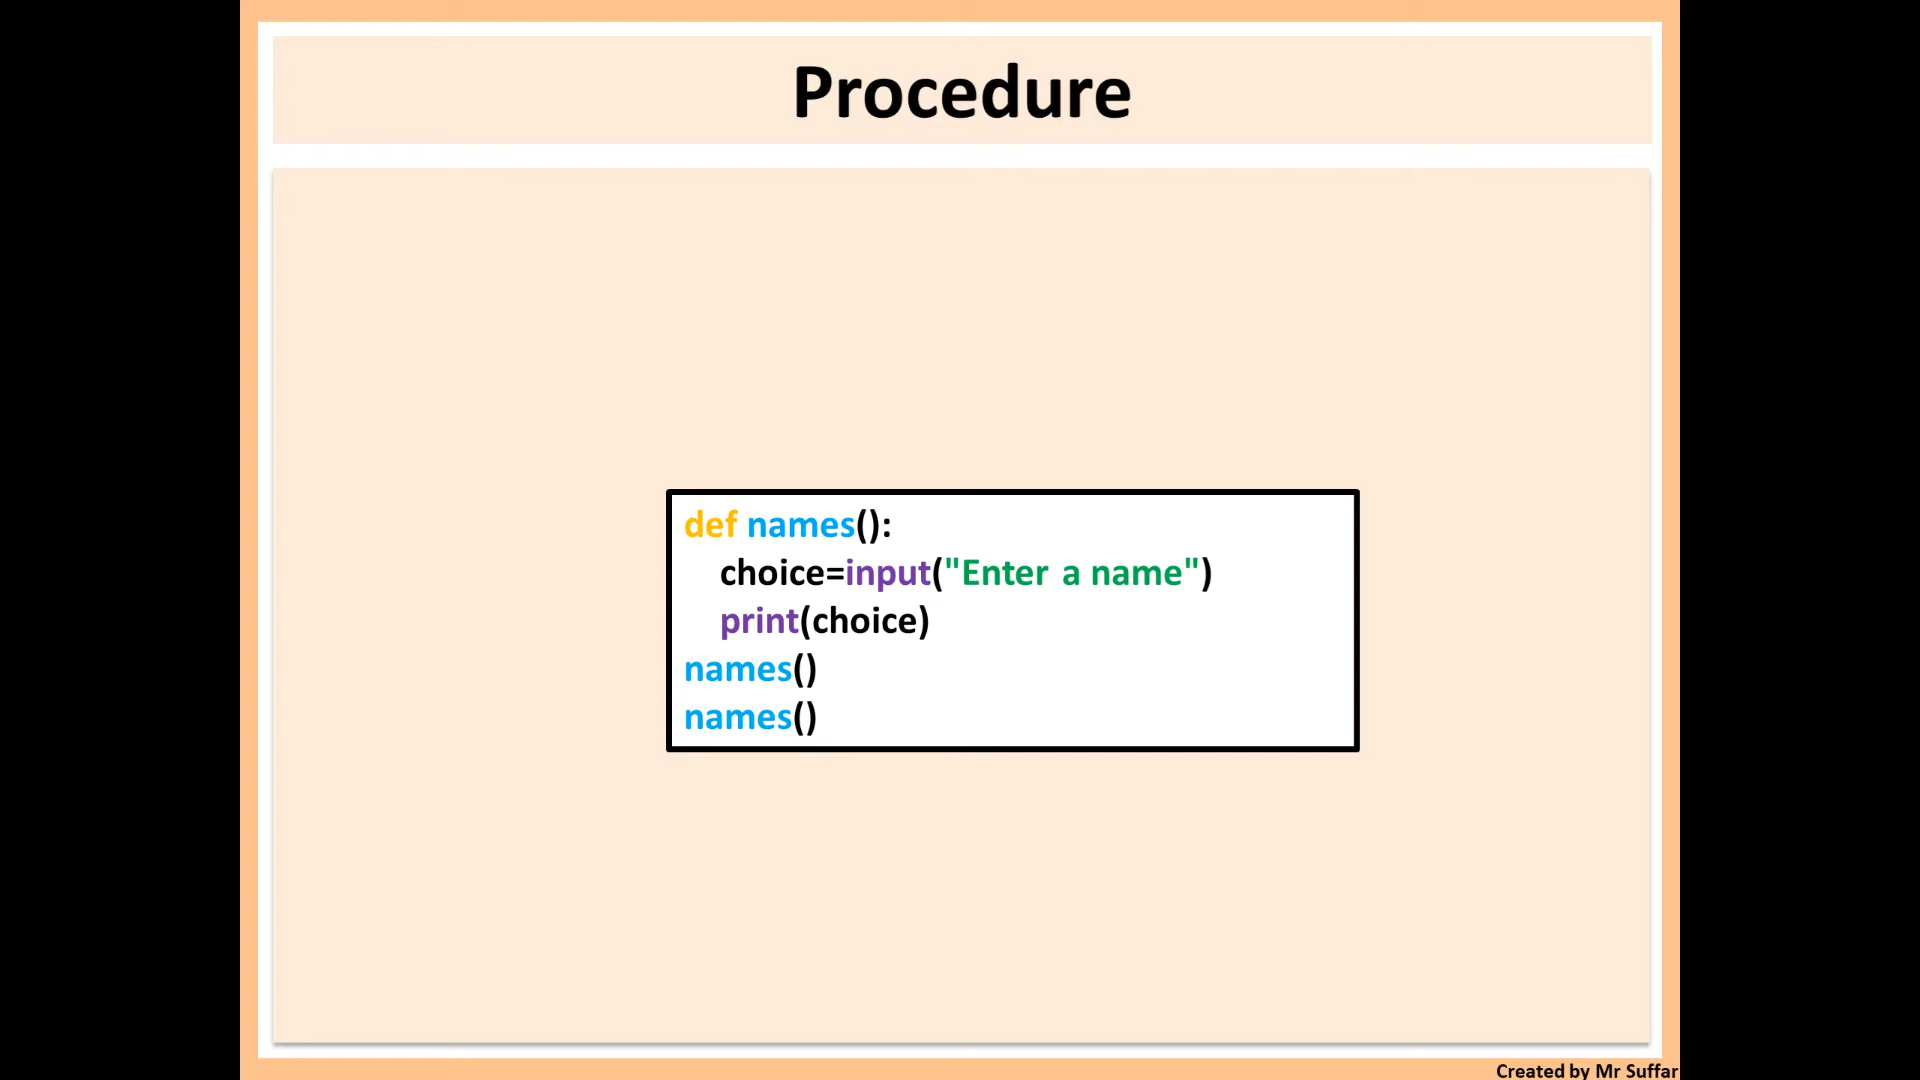 Procedure
def names():
    choice=input("Enter a name")
    print(choice)
names()
names()
Created by Mr Suffar